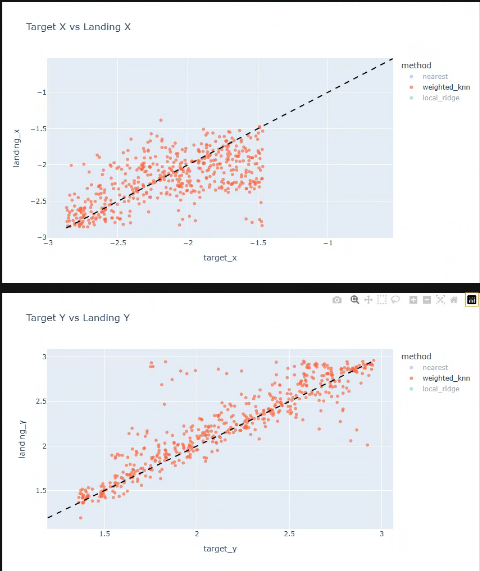 Target X vs Landing X
method
nearest
weighted_knn
local_ridge
landing_x
−1
−1.5
−2
−2.5
−3
−3
−2.5
−2
−1.5
−1
target_x
Target Y vs Landing Y
method
nearest
weighted_knn
local_ridge
landing_y
3
2.5
2
1.5
1.5
2
2.5
3
target_y